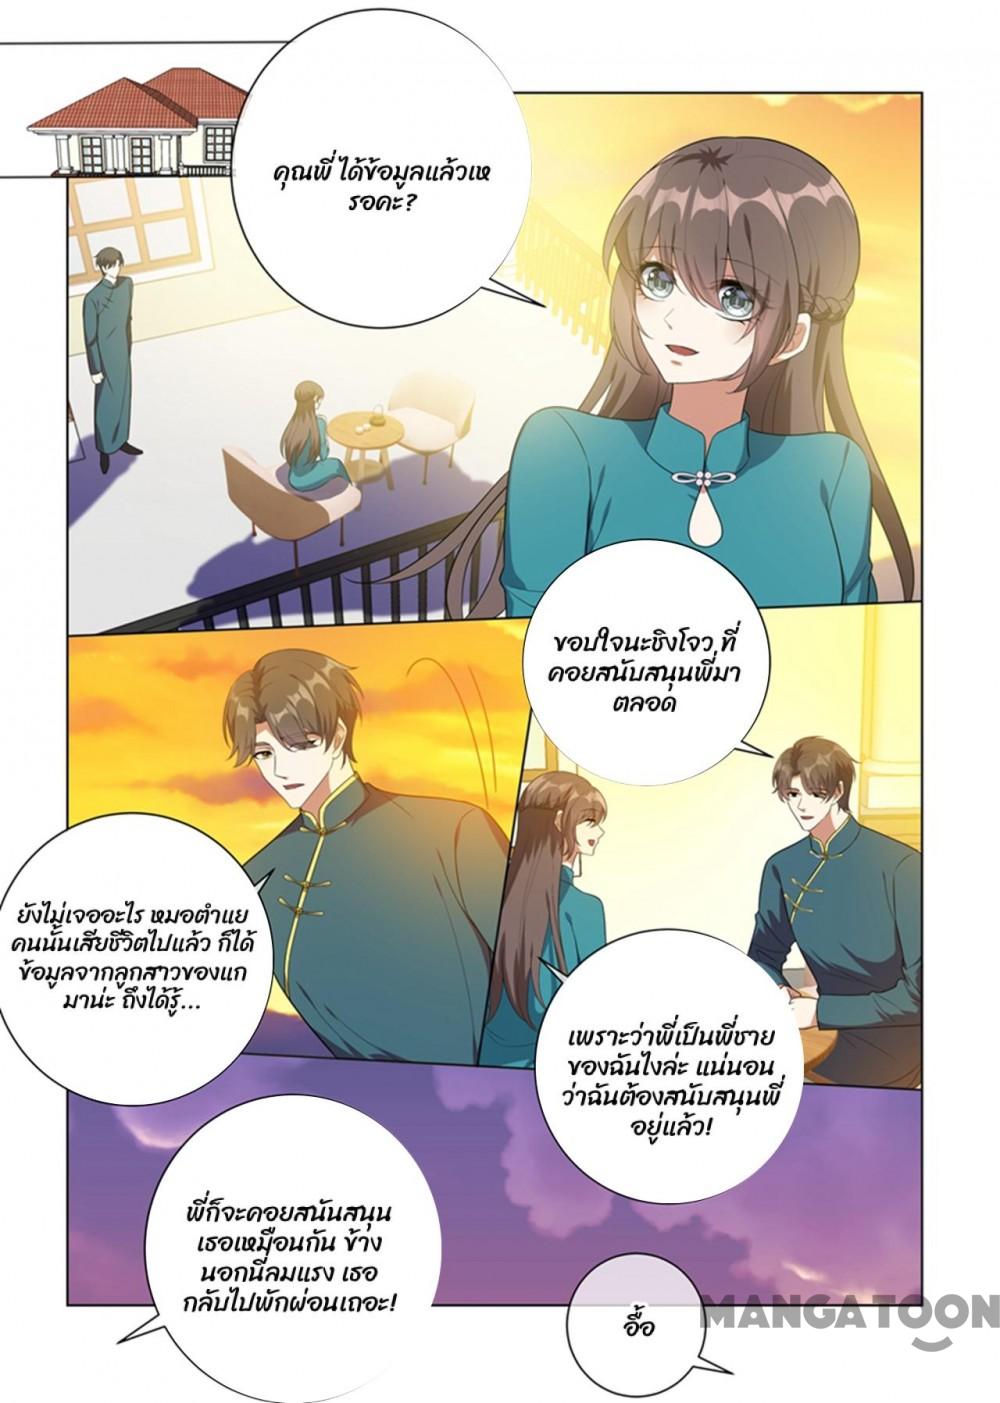 คุณพี่ ได้ข้อมูลแล้วเห
รอคะ?
ขอบใจนะชิงโจว ที่
คอยสนับสนุนพี่มา
ตลอด
ยังไม่เจออะไร หมอตำแย
คนนั้นเสียชีวิตไปแล้ว ก็ได้
ข้อมูลจากลูกสาวของแก
มาน่ะ ถึงได้รู้...
เพราะว่าพี่เป็นพี่ชาย
ของฉันไงล่ะ แน่นอน
ว่าฉันต้องสนับสนุนพี่
อยู่แล้ว!
พี่ก็จะคอยสนันสนุน
เธอเหมือนกัน ข้าง
นอกนี่ลมแรง เธอ
กลับไปพักผ่อนเถอะ!
อื้อ
MANGATOON